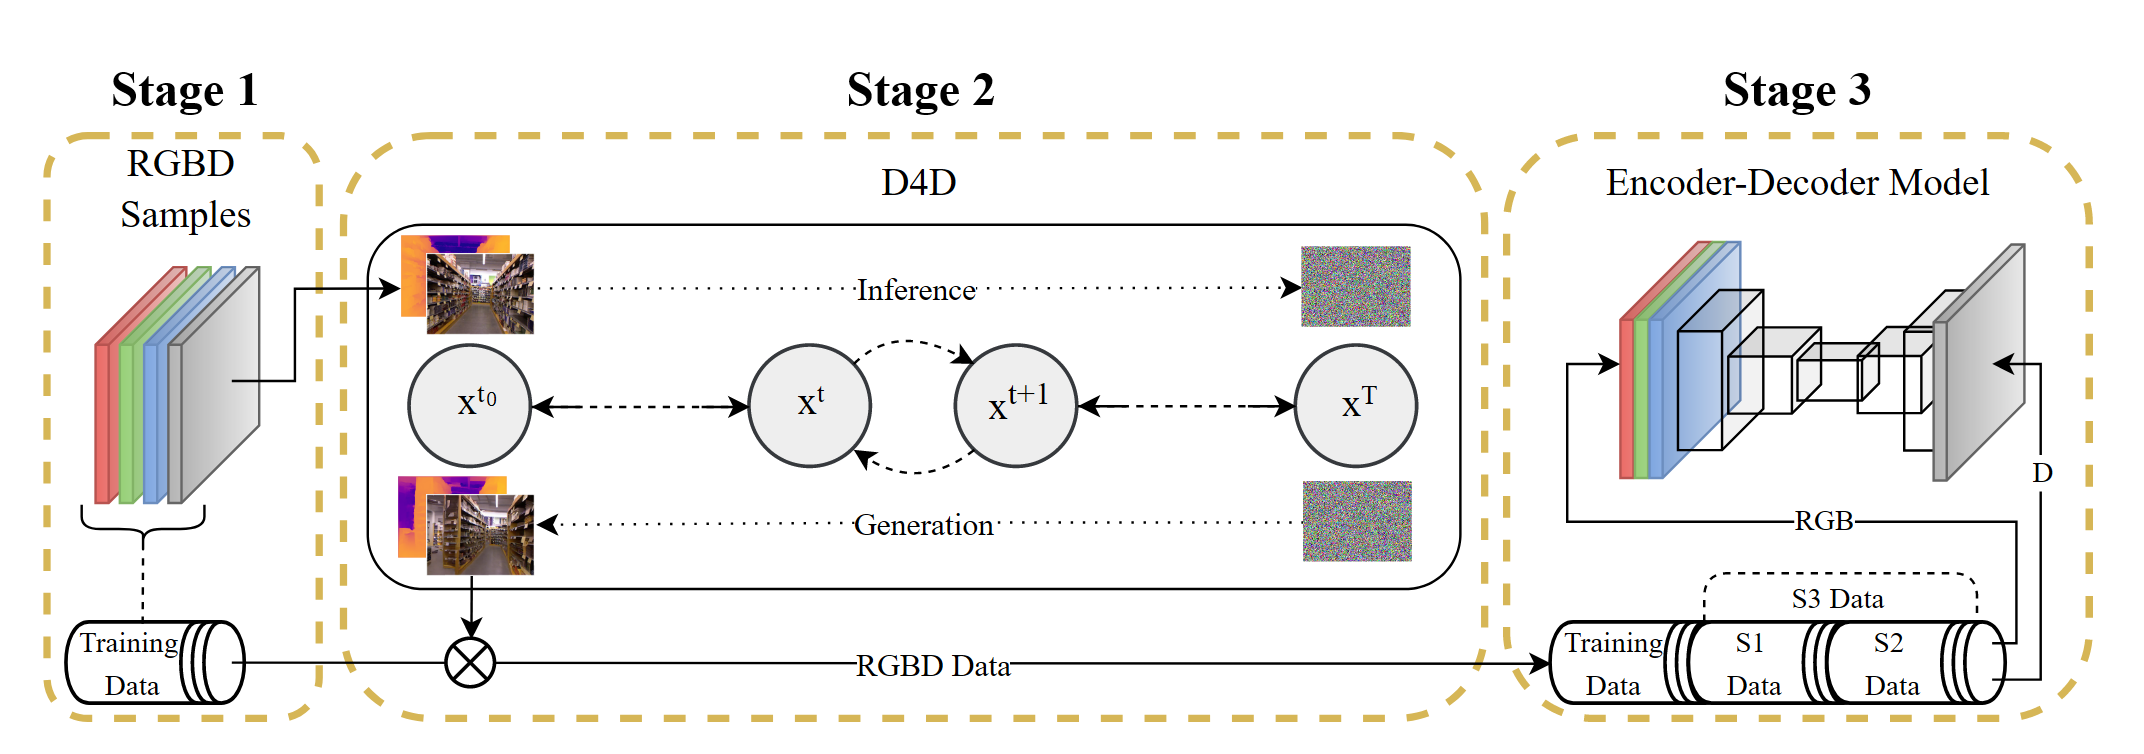 Stage 1
Stage 2
Stage 3
RGBD
Samples
D4D
Encoder-Decoder Model
Inference
x^{t_0}
x^t
x^{t+1}
x^T
Generation
D
RGB
S3 Data
Training
Data
RGBD Data
Training
Data
S1
Data
S2
Data